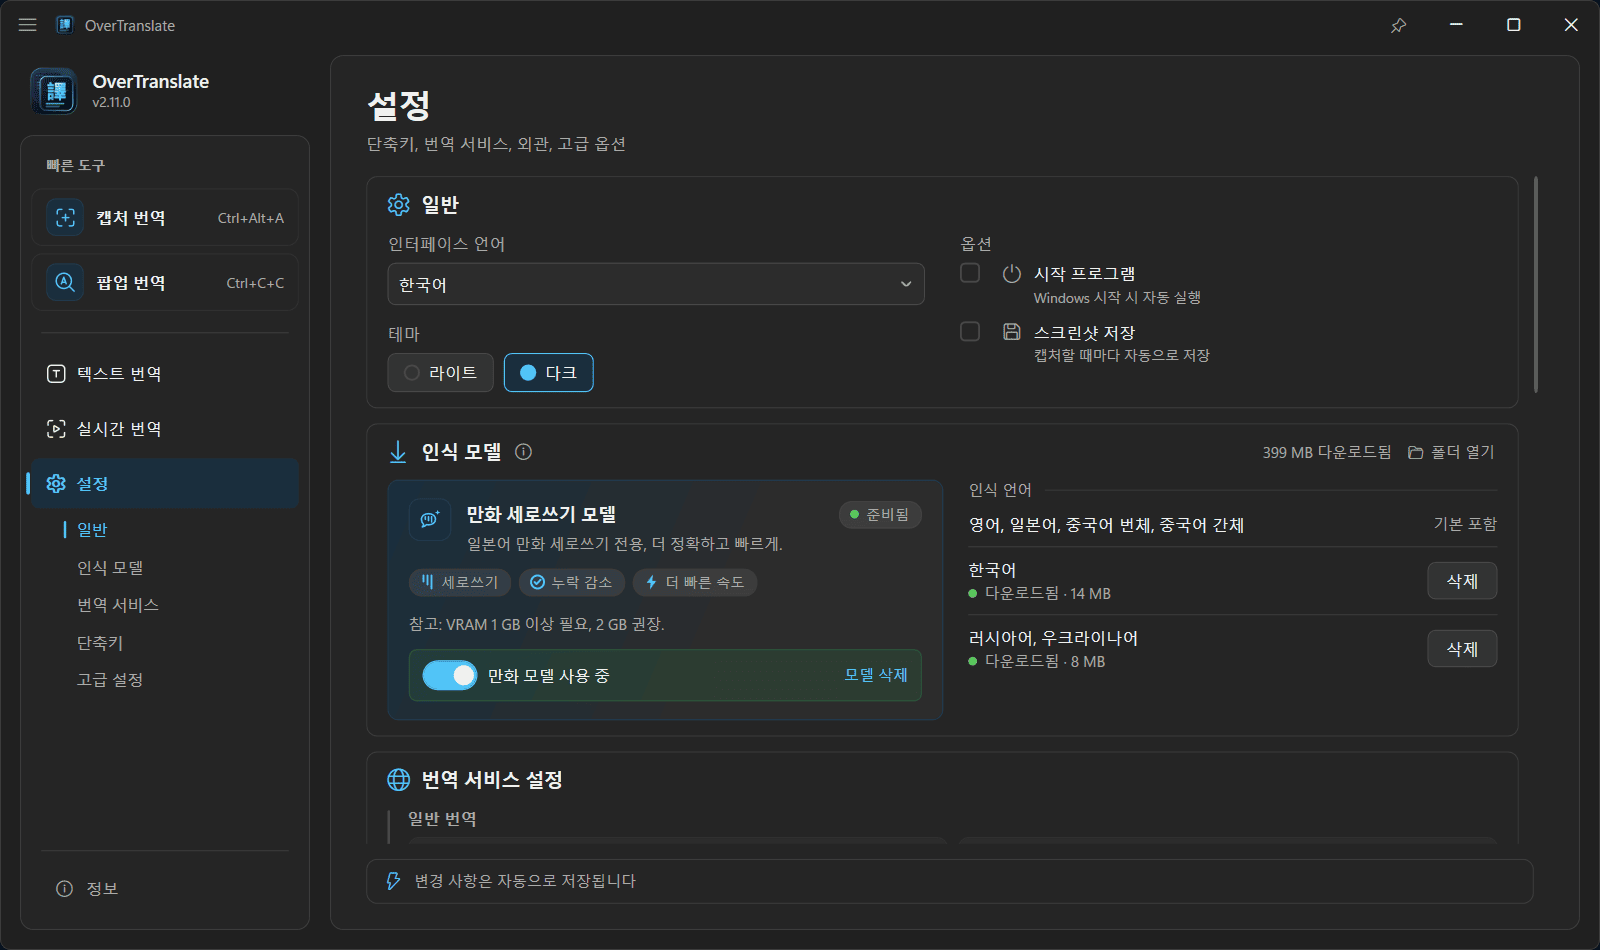 OverTranslate
OverTranslate
v2.11.0
빠른 도구
캡처 번역 Ctrl+Alt+A
팝업 번역 Ctrl+C+C
텍스트 번역
실시간 번역
설정
일반
인식 모델
번역 서비스
단축키
고급 설정
정보
설정
단축키, 번역 서비스, 외관, 고급 옵션
일반
인터페이스 언어
한국어
테마
라이트
다크
옵션
시작 프로그램
Windows 시작 시 자동 실행
스크린샷 저장
캡처할 때마다 자동으로 저장
인식 모델
399 MB 다운로드됨
폴더 열기
만화 세로쓰기 모델
준비됨
일본어 만화 세로쓰기 전용, 더 정확하고 빠르게.
세로쓰기
누락 감소
더 빠른 속도
참고: VRAM 1 GB 이상 필요, 2 GB 권장.
만화 모델 사용 중
모델 삭제
인식 언어
영어, 일본어, 중국어 번체, 중국어 간체
기본 포함
한국어
다운로드됨 · 14 MB
삭제
러시아어, 우크라이나어
다운로드됨 · 8 MB
삭제
번역 서비스 설정
일반 번역
변경 사항은 자동으로 저장됩니다